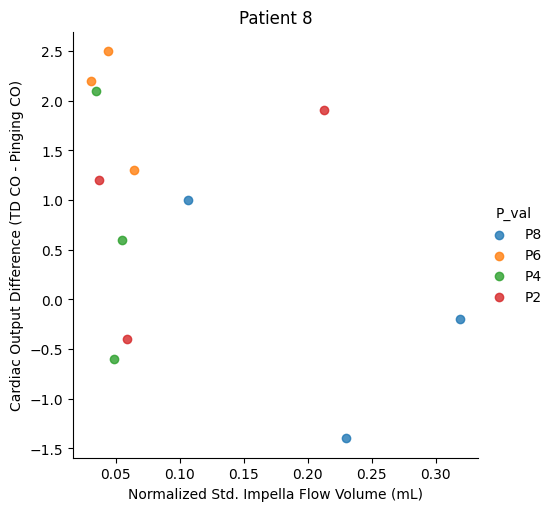 Patient 8
Cardiac Output Difference (TD CO - Pinging CO)
2.5
2.0
1.5
1.0
0.5
0.0
−0.5
−1.0
−1.5
0.05 0.10 0.15 0.20 0.25 0.30
Normalized Std. Impella Flow Volume (mL)
P_val
P8
P6
P4
P2